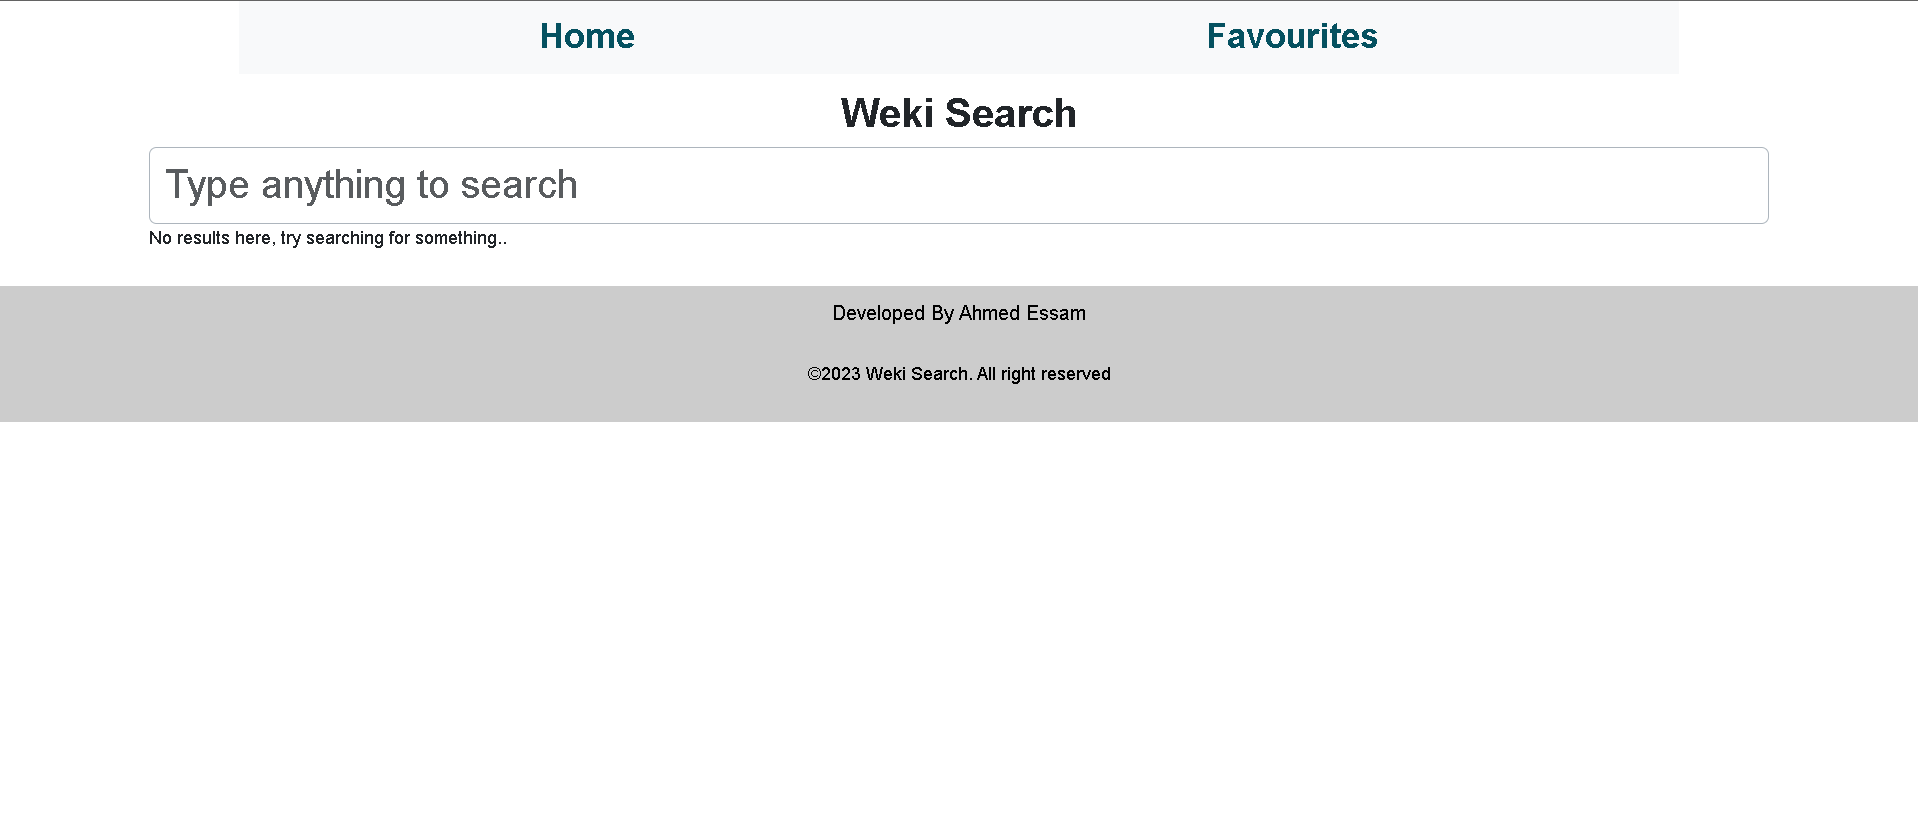 Home Favourites
Weki Search
Type anything to search
No results here, try searching for something..
Developed By Ahmed Essam
©2023 Weki Search. All right reserved